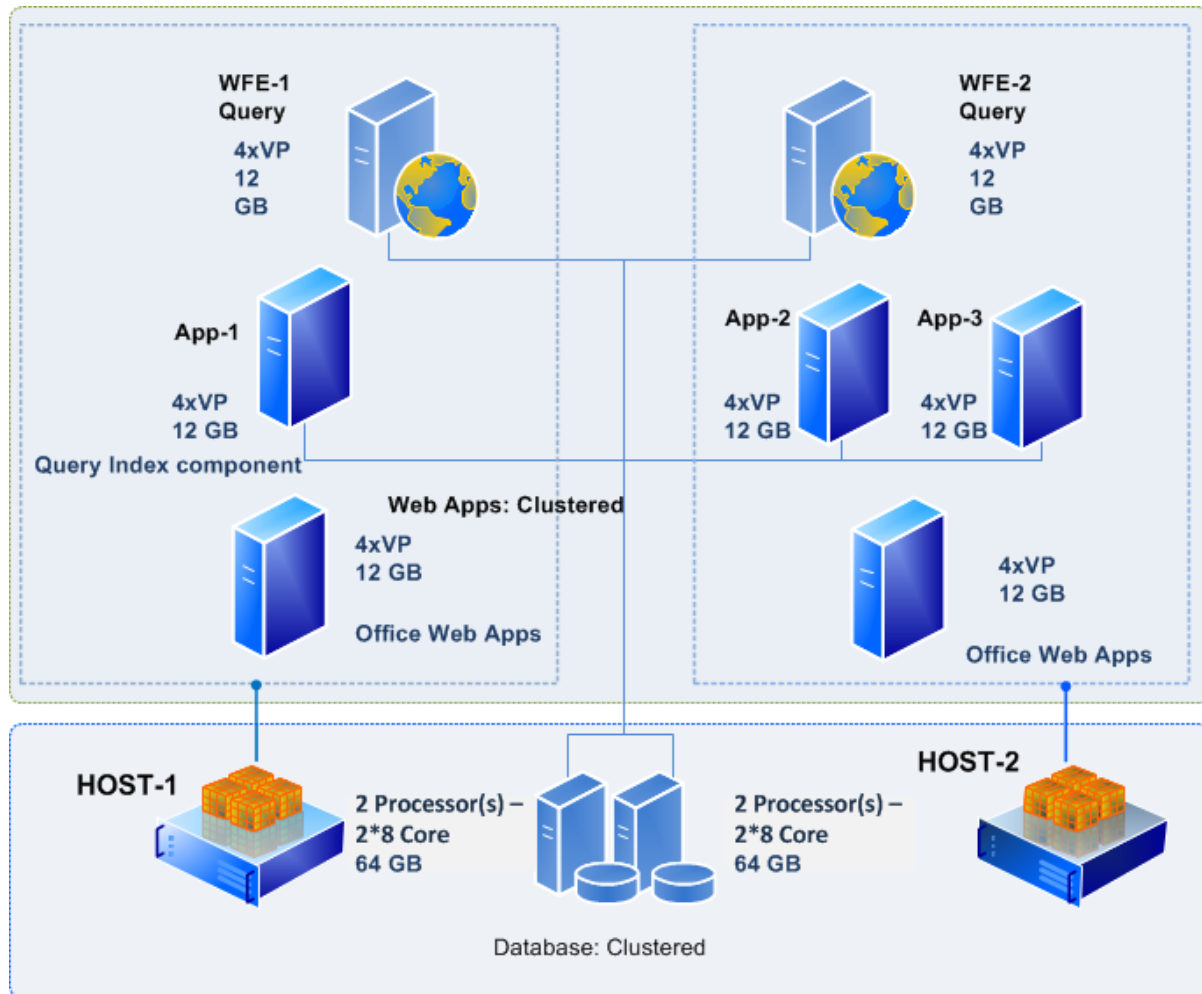 WFE-1
Query
4xVP
12
GB
WFE-2
Query
4xVP
12
GB
App-1
4xVP
12 GB
Query Index component
App-2
4xVP
12 GB
App-3
4xVP
12 GB
Web Apps: Clustered
4xVP
12 GB
Office Web Apps
4xVP
12 GB
Office Web Apps
HOST-1
2 Processor(s) –
2*8 Core
64 GB
HOST-2
2 Processor(s) –
2*8 Core
64 GB
Database: Clustered